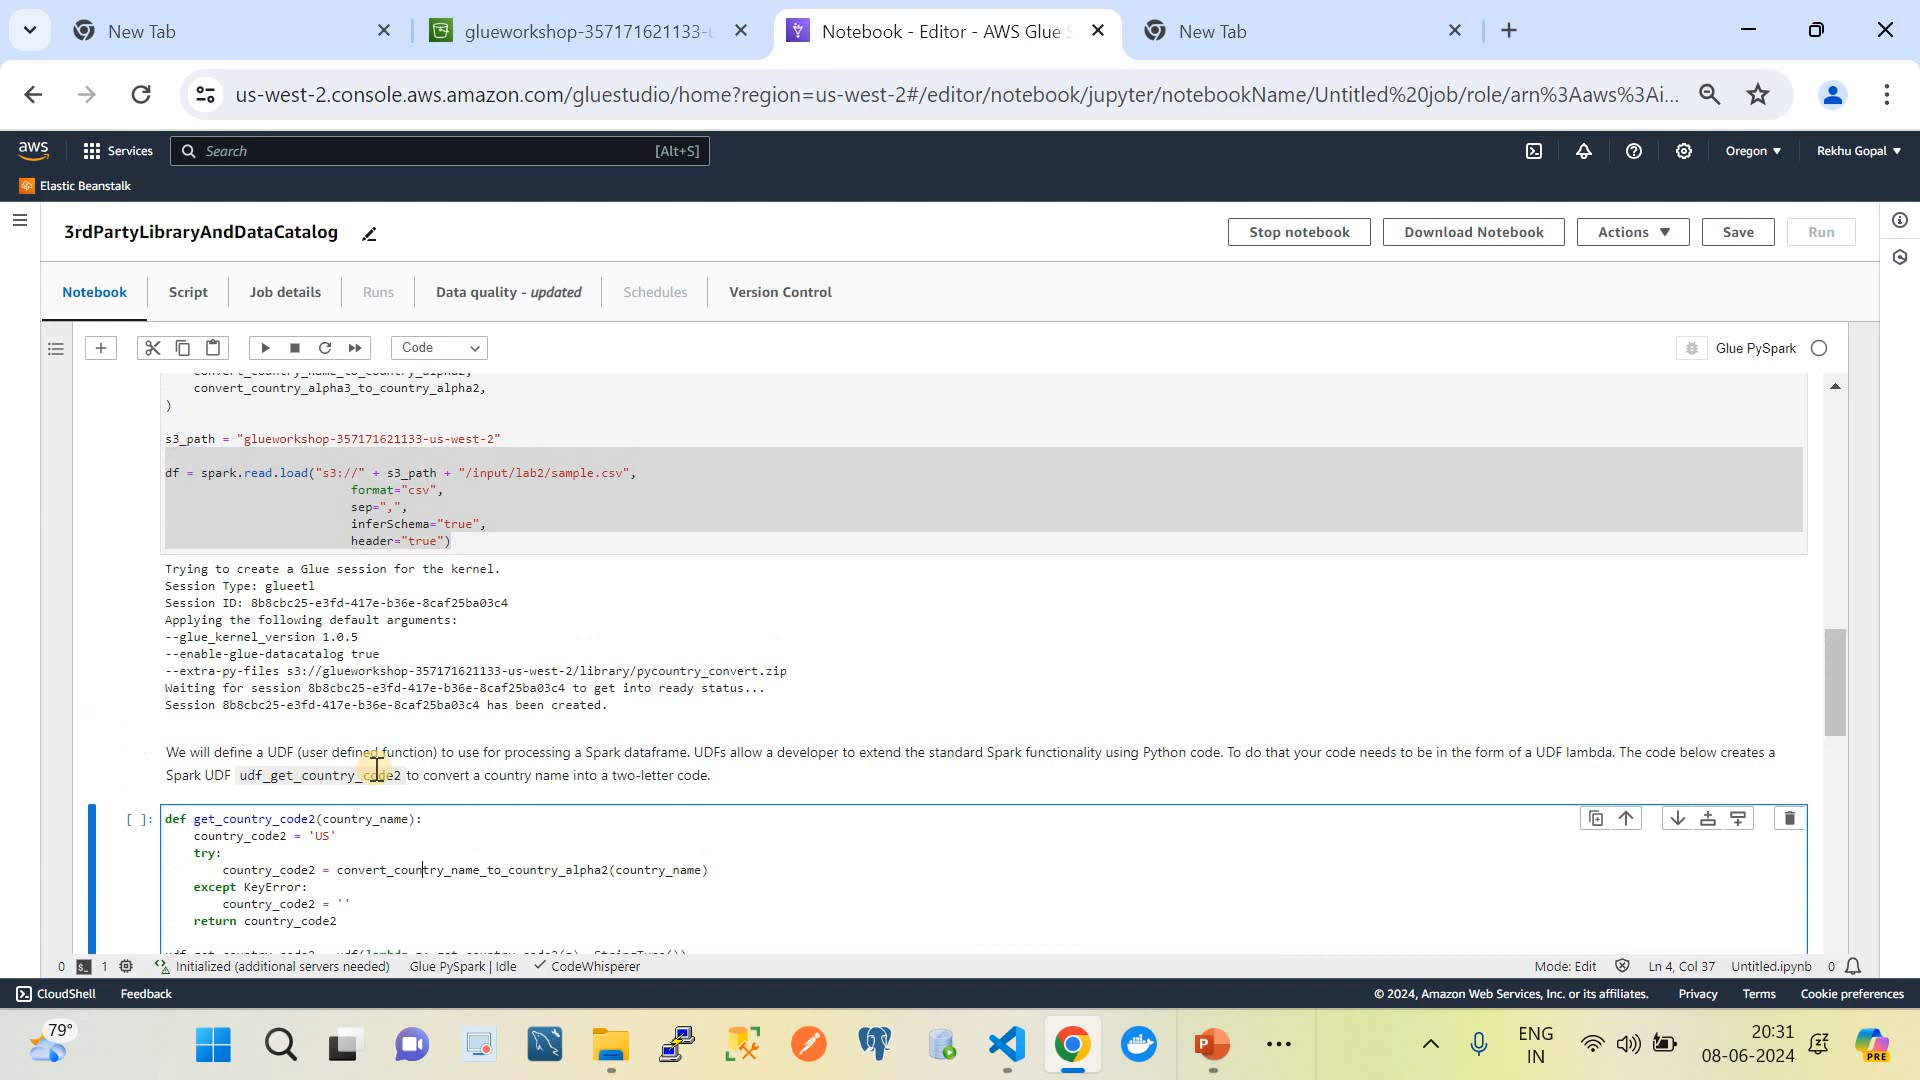 New Tab
glueworkshop-357171621133-u
Notebook - Editor - AWS Glue S
New Tab
us-west-2.console.aws.amazon.com/gluestudio/home?region=us-west-2#/editor/notebook/jupyter/notebookName/Untitled%20job/role/arn%3Aaws%3Ai...
aws
Services
Search
[Alt+S]
Oregon
Rekhu Gopal
Elastic Beanstalk
3rdPartyLibraryAndDataCatalog
Stop notebook
Download Notebook
Actions
Save
Run
Notebook
Script
Job details
Runs
Data quality - updated
Schedules
Version Control
Code
Glue PySpark
convert_country_name_to_country_alpha2,
convert_country_alpha3_to_country_alpha2,
)
s3_path = "glueworkshop-357171621133-us-west-2"
df = spark.read.load("s3://" + s3_path + "/input/lab2/sample.csv",
format="csv",
sep=",",
inferSchema="true",
header="true")
Trying to create a Glue session for the kernel.
Session Type: glueetl
Session ID: 8b8cbc25-e3fd-417e-b36e-8caf25ba03c4
Applying the following default arguments:
--glue_kernel_version 1.0.5
--enable-glue-datacatalog true
--extra-py-files s3://glueworkshop-357171621133-us-west-2/library/pycountry_convert.zip
Waiting for session 8b8cbc25-e3fd-417e-b36e-8caf25ba03c4 to get into ready status...
Session 8b8cbc25-e3fd-417e-b36e-8caf25ba03c4 has been created.
We will define a UDF (user defined function) to use for processing a Spark dataframe. UDFs allow a developer to extend the standard Spark functionality using Python code. To do that your code needs to be in the form of a UDF lambda. The code below creates a
Spark UDF udf_get_country_code2 to convert a country name into a two-letter code.
[ ]: def get_country_code2(country_name):
country_code2 = 'US'
try:
country_code2 = convert_country_name_to_country_alpha2(country_name)
except KeyError:
country_code2 = ''
return country_code2
udf_get_country_code2 = udf(lambda z: get_country_code2(z), StringType())
0
1
Initialized (additional servers needed)
Glue PySpark | Idle
CodeWhisperer
Mode: Edit
Ln 4, Col 37
Untitled.ipynb
0
CloudShell
Feedback
© 2024, Amazon Web Services, Inc. or its affiliates.
Privacy
Terms
Cookie preferences
79°
ENG
IN
20:31
08-06-2024
PRE